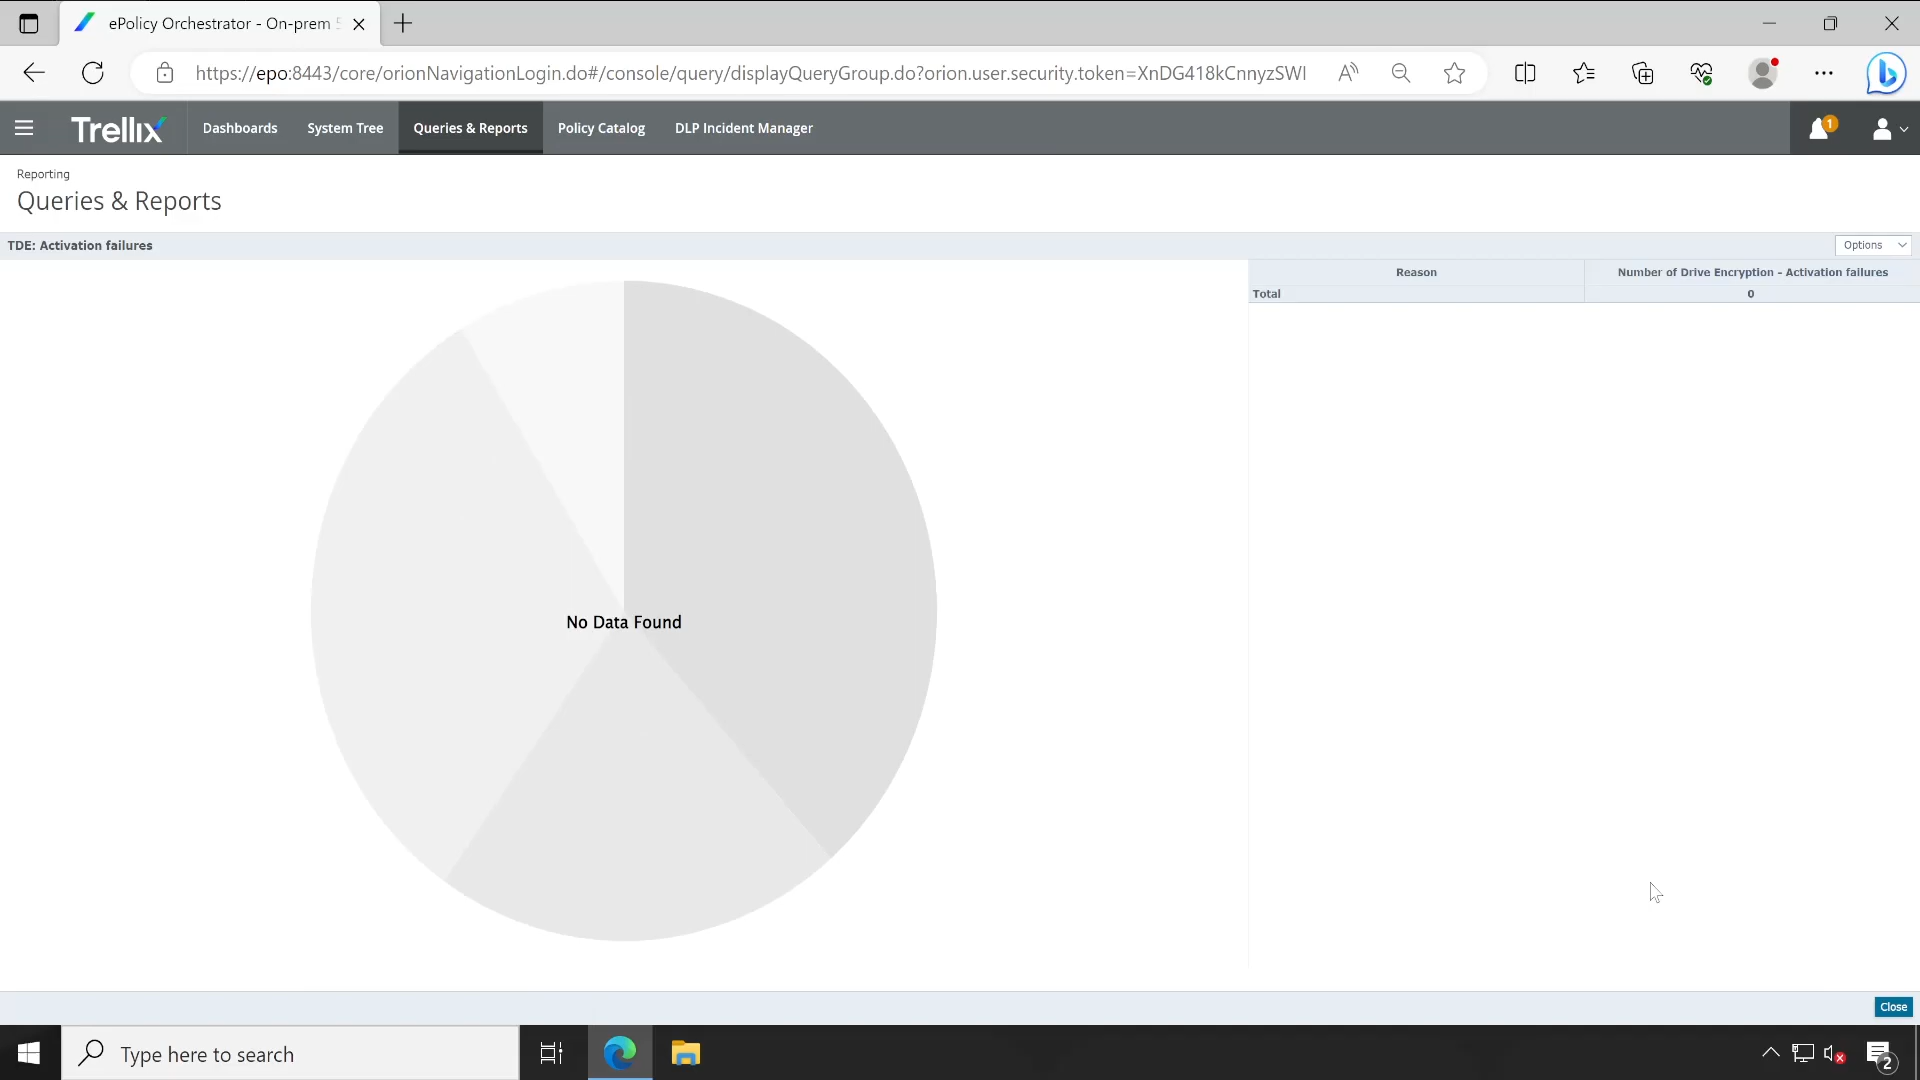 ePolicy Orchestrator - On-prem
https://epo:8443/core/orionNavigationLogin.do#/console/query/displayQueryGroup.do?orion.user.security.token=XnDG418kCnnyzSWI
Trellix
Dashboards
System Tree
Queries & Reports
Policy Catalog
DLP Incident Manager
1
Reporting
Queries & Reports
TDE: Activation failures
Options
Reason
Number of Drive Encryption - Activation failures
Total
0
No Data Found
Close
Type here to search
2